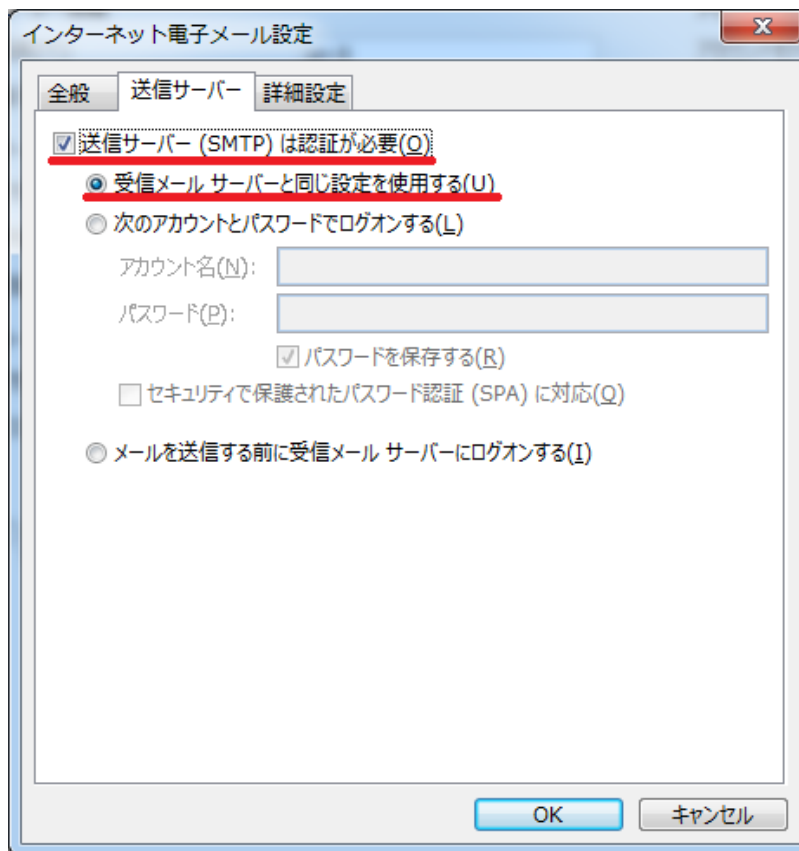 インターネット電子メール設定
全般
送信サーバー
詳細設定
送信サーバー (SMTP) は認証が必要(O)
受信メール サーバーと同じ設定を使用する(U)
次のアカウントとパスワードでログオンする(L)
アカウント名(N):
パスワード(P):
パスワードを保存する(R)
セキュリティで保護されたパスワード認証 (SPA) に対応(Q)
メールを送信する前に受信メール サーバーにログオンする(I)
OK
キャンセル